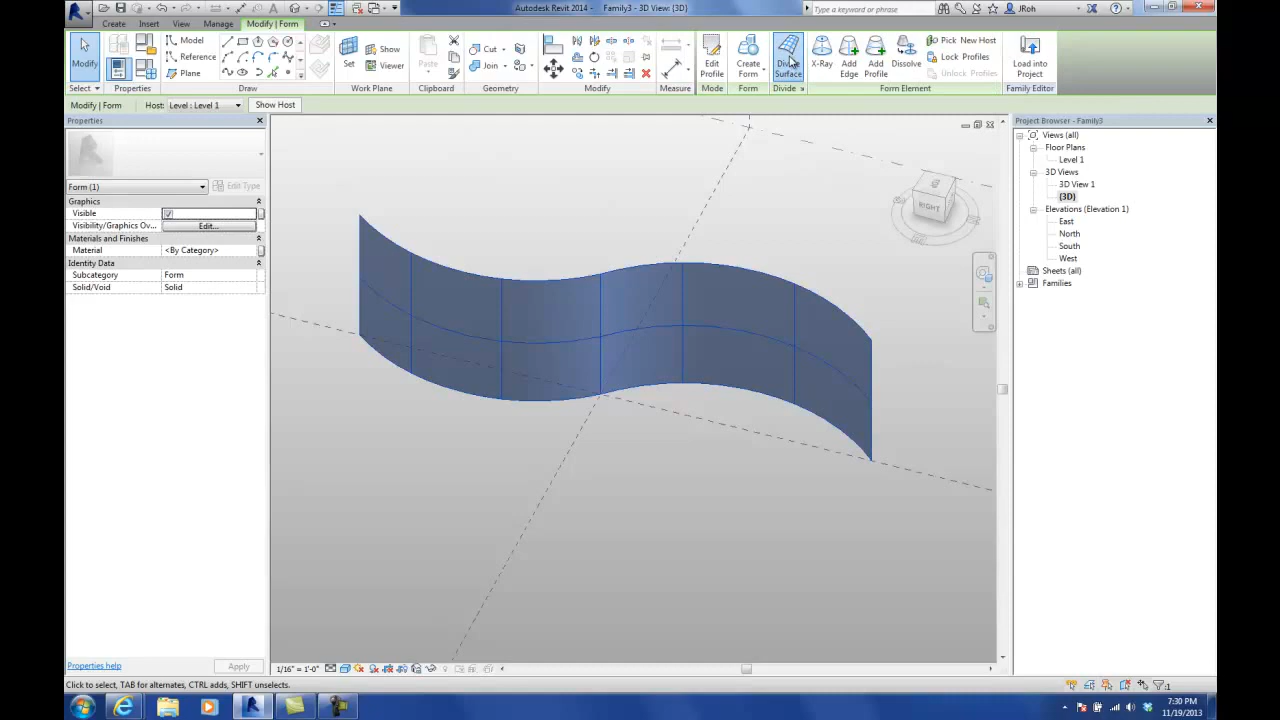 Autodesk Revit 2014 - Family3 - 3D View: {3D}
Type a keyword or phrase
JRoh
Create Insert View Manage Modify | Form
Modify
Select
Properties
Model
Reference
Plane
Draw
Set
Show
Viewer
Work Plane
Paste
Clipboard
Cut
Join
Geometry
Modify
Measure
Edit Profile
Mode
Create Form
Form
Divide Surface
Divide
X-Ray
Add Edge
Add Profile
Dissolve
Pick New Host
Lock Profiles
Unlock Profiles
Form Element
Load into Project
Family Editor
Modify | Form Host: Level : Level 1 Show Host
Properties
Form (1) Edit Type
Graphics
Visible
Visibility/Graphics Ov... Edit...
Materials and Finishes
Material <By Category>
Identity Data
Subcategory Form
Solid/Void Solid
Properties help Apply
RIGHT
Project Browser - Family3
Views (all)
Floor Plans
Level 1
3D Views
3D View 1
{3D}
Elevations (Elevation 1)
East
North
South
West
Sheets (all)
Families
1/16" = 1'-0"
Click to select, TAB for alternates, CTRL adds, SHIFT unselects.
:1
7:30 PM
11/19/2013